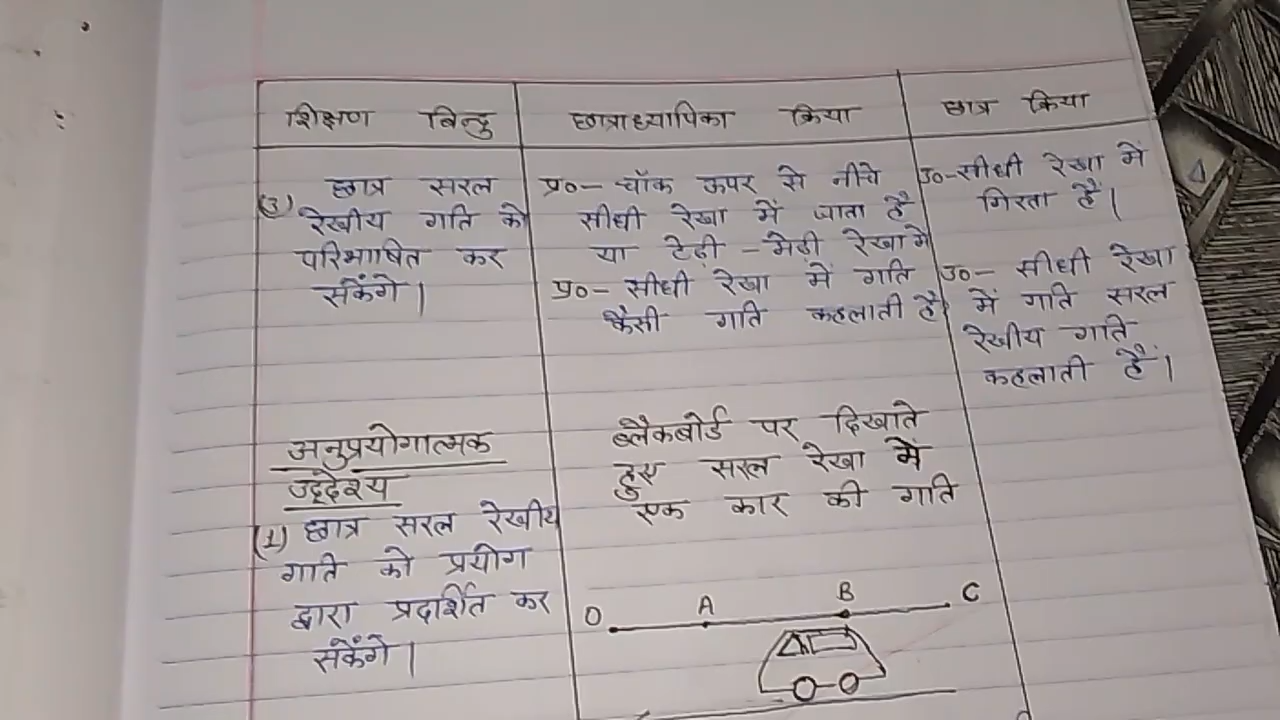 शिक्षण बिन्दु
छात्राध्यापिका क्रिया
छात्र क्रिया
(3) छात्र सरल
रेखीय गति को
परिभाषित कर
सकेंगे।
प्र०- चॉक ऊपर से नीचे
सीधी रेखा में जाता है
या टेढ़ी-मेढ़ी रेखा में
प्र०- सीधी रेखा में गति
कैसी गति कहलाती है
उ०- सीधी रेखा में
गिरता है।
उ०- सीधी रेखा
में गति सरल
रेखीय गति
कहलाती है।
अनुप्रयोगात्मक
उद्देश्य
(1) छात्र सरल रेखीय
गति को प्रयोग
द्वारा प्रदर्शित कर
सकेंगे।
ब्लैकबोर्ड पर दिखाते
हुए सरल रेखा में
एक कार की गति
O A B C